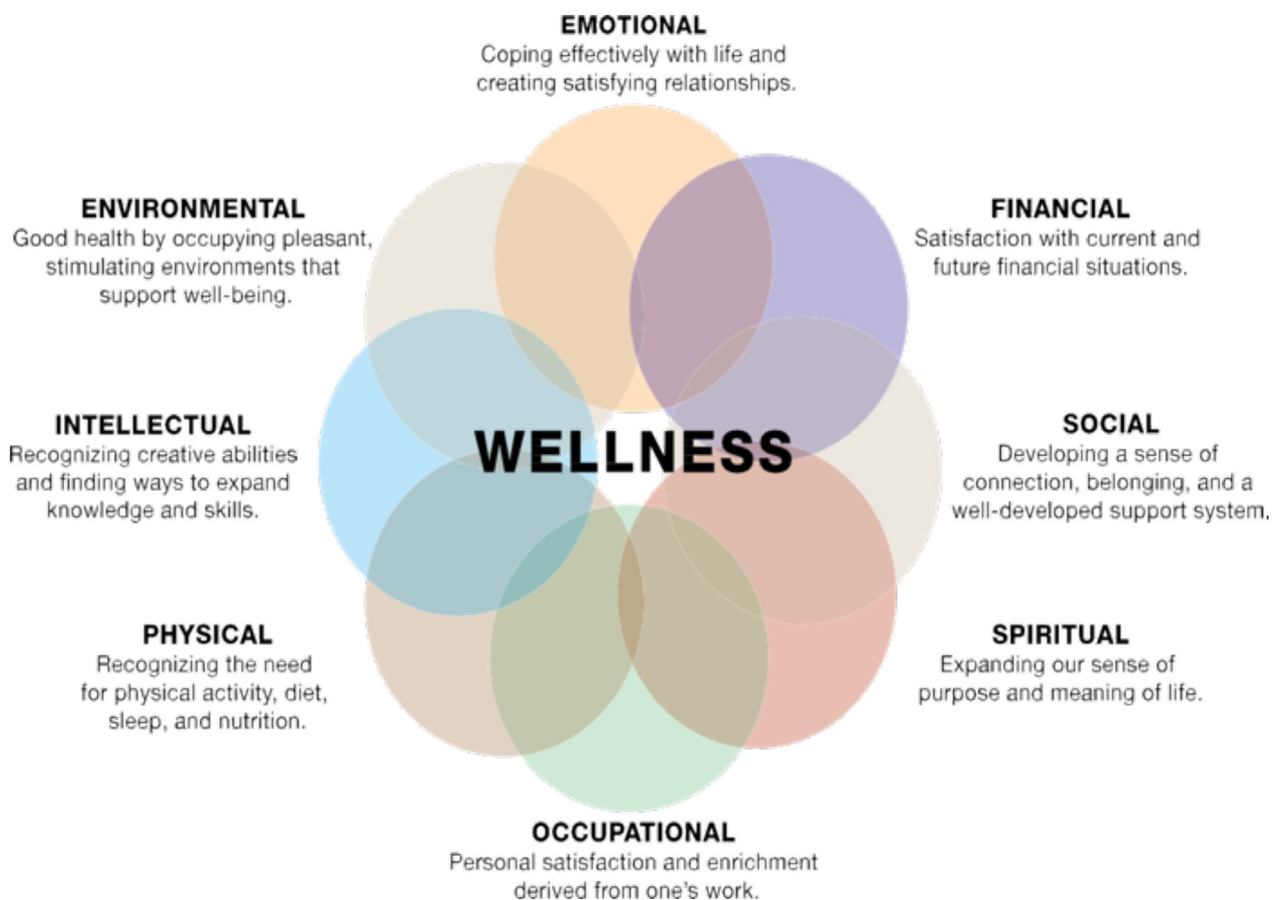 EMOTIONAL
Coping effectively with life and
creating satisfying relationships.
ENVIRONMENTAL
Good health by occupying pleasant,
stimulating environments that
support well-being.
FINANCIAL
Satisfaction with current and
future financial situations.
INTELLECTUAL
Recognizing creative abilities
and finding ways to expand
knowledge and skills.
WELLNESS
SOCIAL
Developing a sense of
connection, belonging, and a
well-developed support system.
PHYSICAL
Recognizing the need
for physical activity, diet,
sleep, and nutrition.
SPIRITUAL
Expanding our sense of
purpose and meaning of life.
OCCUPATIONAL
Personal satisfaction and enrichment
derived from one's work.